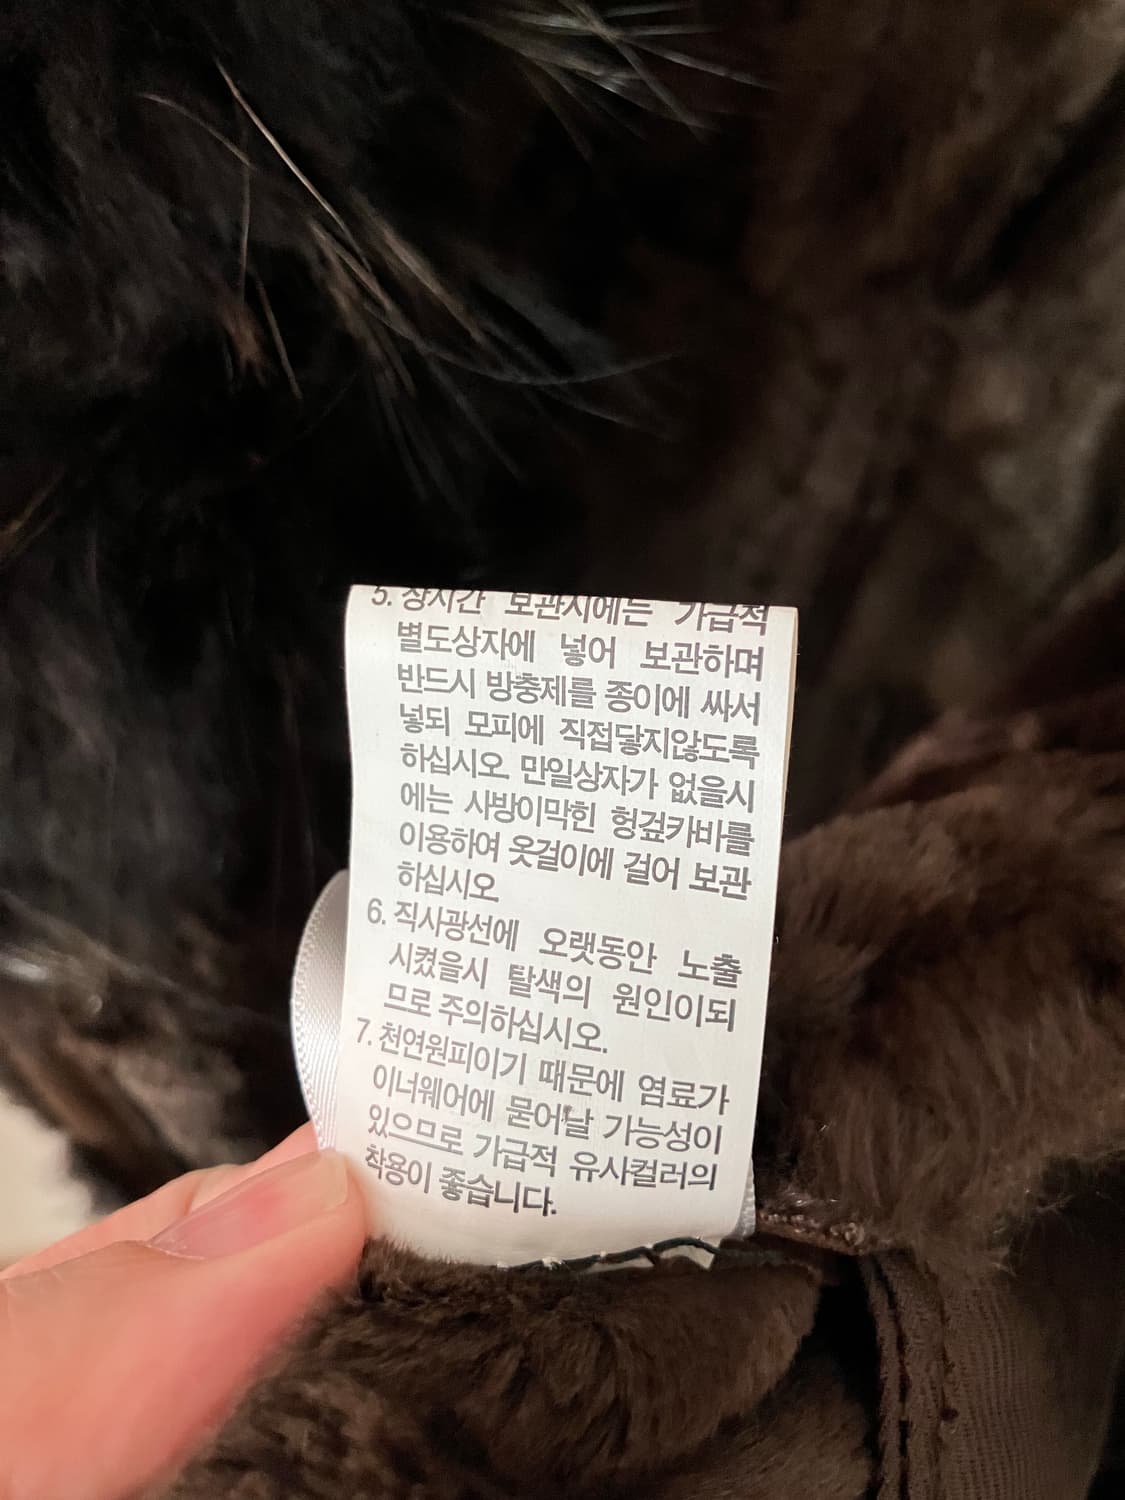 5. 장시간 보관시에는 가급적
별도상자에 넣어 보관하며
반드시 방충제를 종이에 싸서
넣되 모피에 직접닿지않도록
하십시오 만일상자가 없을시
에는 사방이막힌 헝겊카바를
이용하여 옷걸이에 걸어 보관
하십시오
6. 직사광선에 오랫동안 노출
시켰을시 탈색의 원인이되
므로 주의하십시오.
7. 천연원피이기 때문에 염료가
이너웨어에 묻어날 가능성이
있으므로 가급적 유사컬러의
착용이 좋습니다.